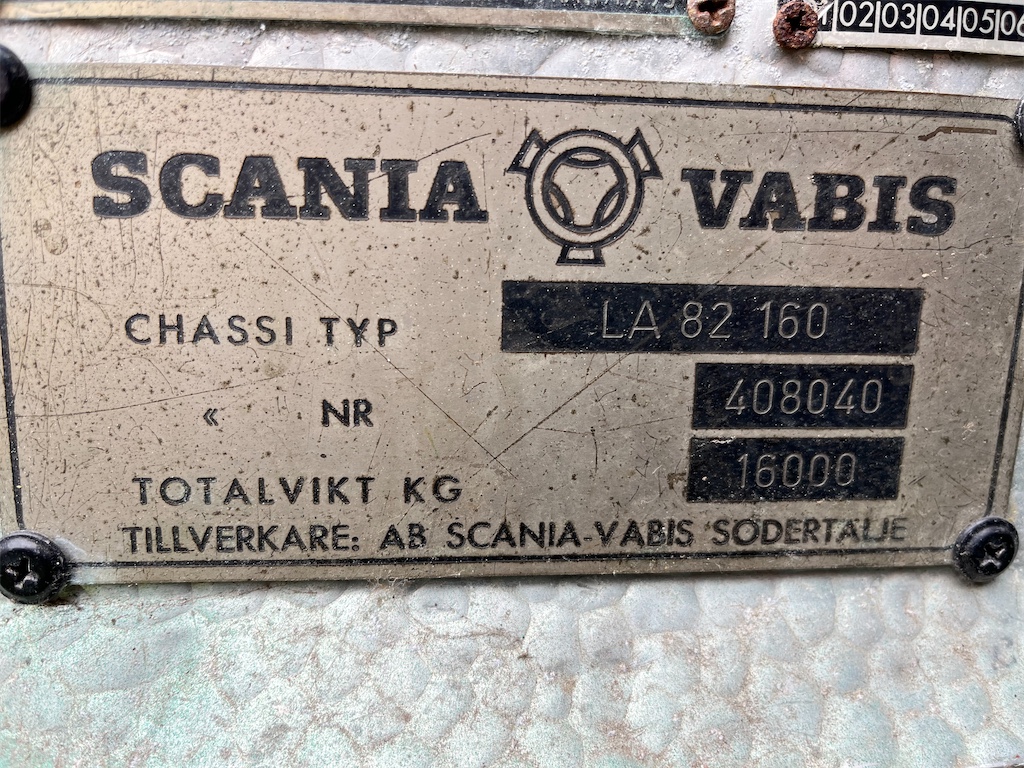 02|03|04|05|06
SCANIA VABIS
CHASSI TYP LA 82 160
« NR 408040
TOTALVIKT KG 16000
TILLVERKARE: AB SCANIA-VABIS SÖDERTÄLJE